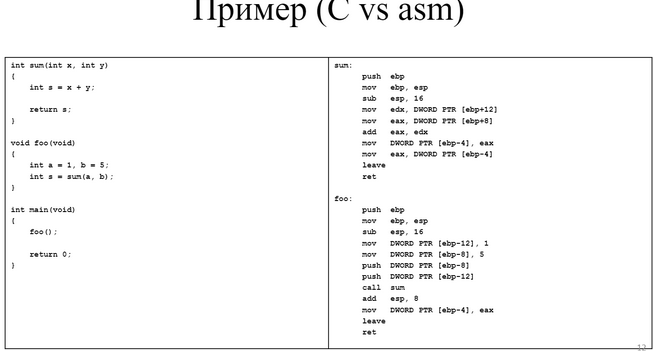 Пример (C vs asm)
int sum(int x, int y)
{
    int s = x + y;

    return s;
}

void foo(void)
{
    int a = 1, b = 5;
    int s = sum(a, b);
}

int main(void)
{
    foo();

    return 0;
}
sum:
    push  ebp
    mov   ebp, esp
    sub   esp, 16
    mov   edx, DWORD PTR [ebp+12]
    mov   eax, DWORD PTR [ebp+8]
    add   eax, edx
    mov   DWORD PTR [ebp-4], eax
    mov   eax, DWORD PTR [ebp-4]
    leave
    ret

foo:
    push  ebp
    mov   ebp, esp
    sub   esp, 16
    mov   DWORD PTR [ebp-12], 1
    mov   DWORD PTR [ebp-8], 5
    push  DWORD PTR [ebp-8]
    push  DWORD PTR [ebp-12]
    call  sum
    add   esp, 8
    mov   DWORD PTR [ebp-4], eax
    leave
    ret